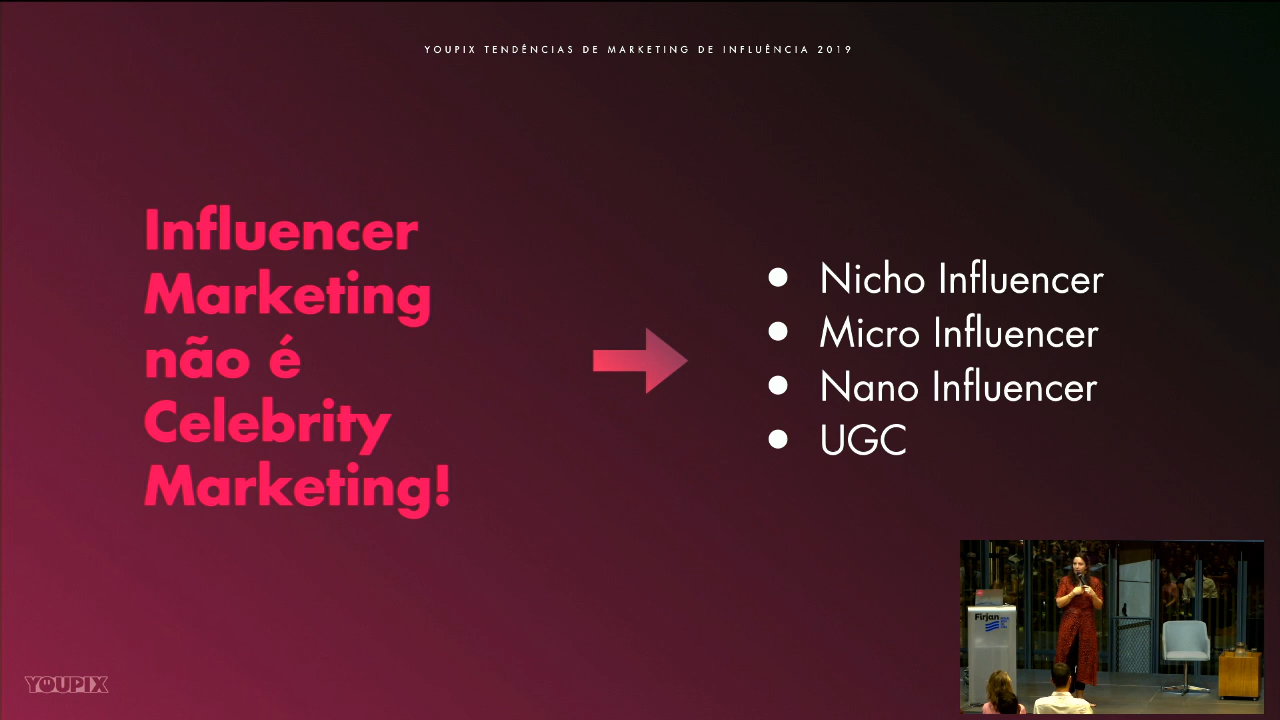 YOUPIX TENDÊNCIAS DE MARKETING DE INFLUÊNCIA 2019
Influencer
Marketing
não é
Celebrity
Marketing!
● Nicho Influencer
● Micro Influencer
● Nano Influencer
● UGC
Firjan
YOUPIX